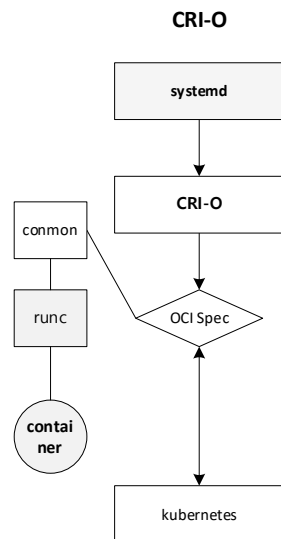 CRI-O
systemd
CRI-O
conmon
runc
OCI Spec
contai
ner
kubernetes